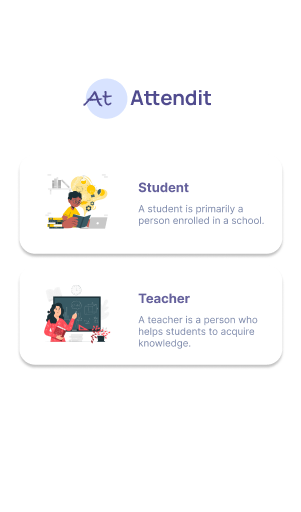 At Attendit
Student
A student is primarily a
person enrolled in a school.
Teacher
A teacher is a person who
helps students to acquire
knowledge.